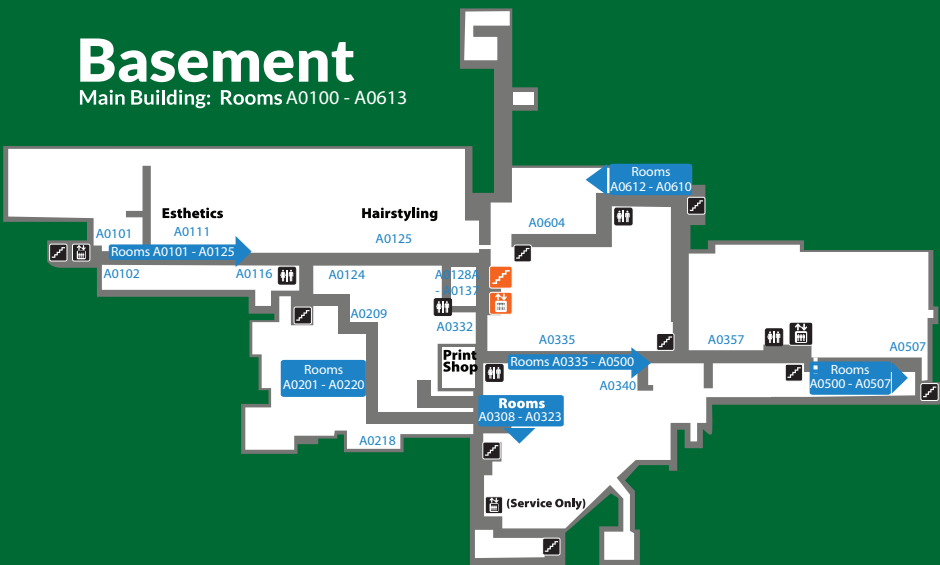 Basement
Main Building: Rooms A0100 - A0613
Rooms
A0612 - A0610
Esthetics
Hairstyling
A0604
A0101
A0111
A0125
Rooms A0101 - A0125
A0102
A0116
A0124
A0128A
- A0137
A0209
A0332
A0335
A0357
A0507
Print
Shop
Rooms A0335 - A0500
Rooms
A0201 - A0220
A0340
Rooms
A0500 - A0507
Rooms
A0308 - A0323
A0218
(Service Only)